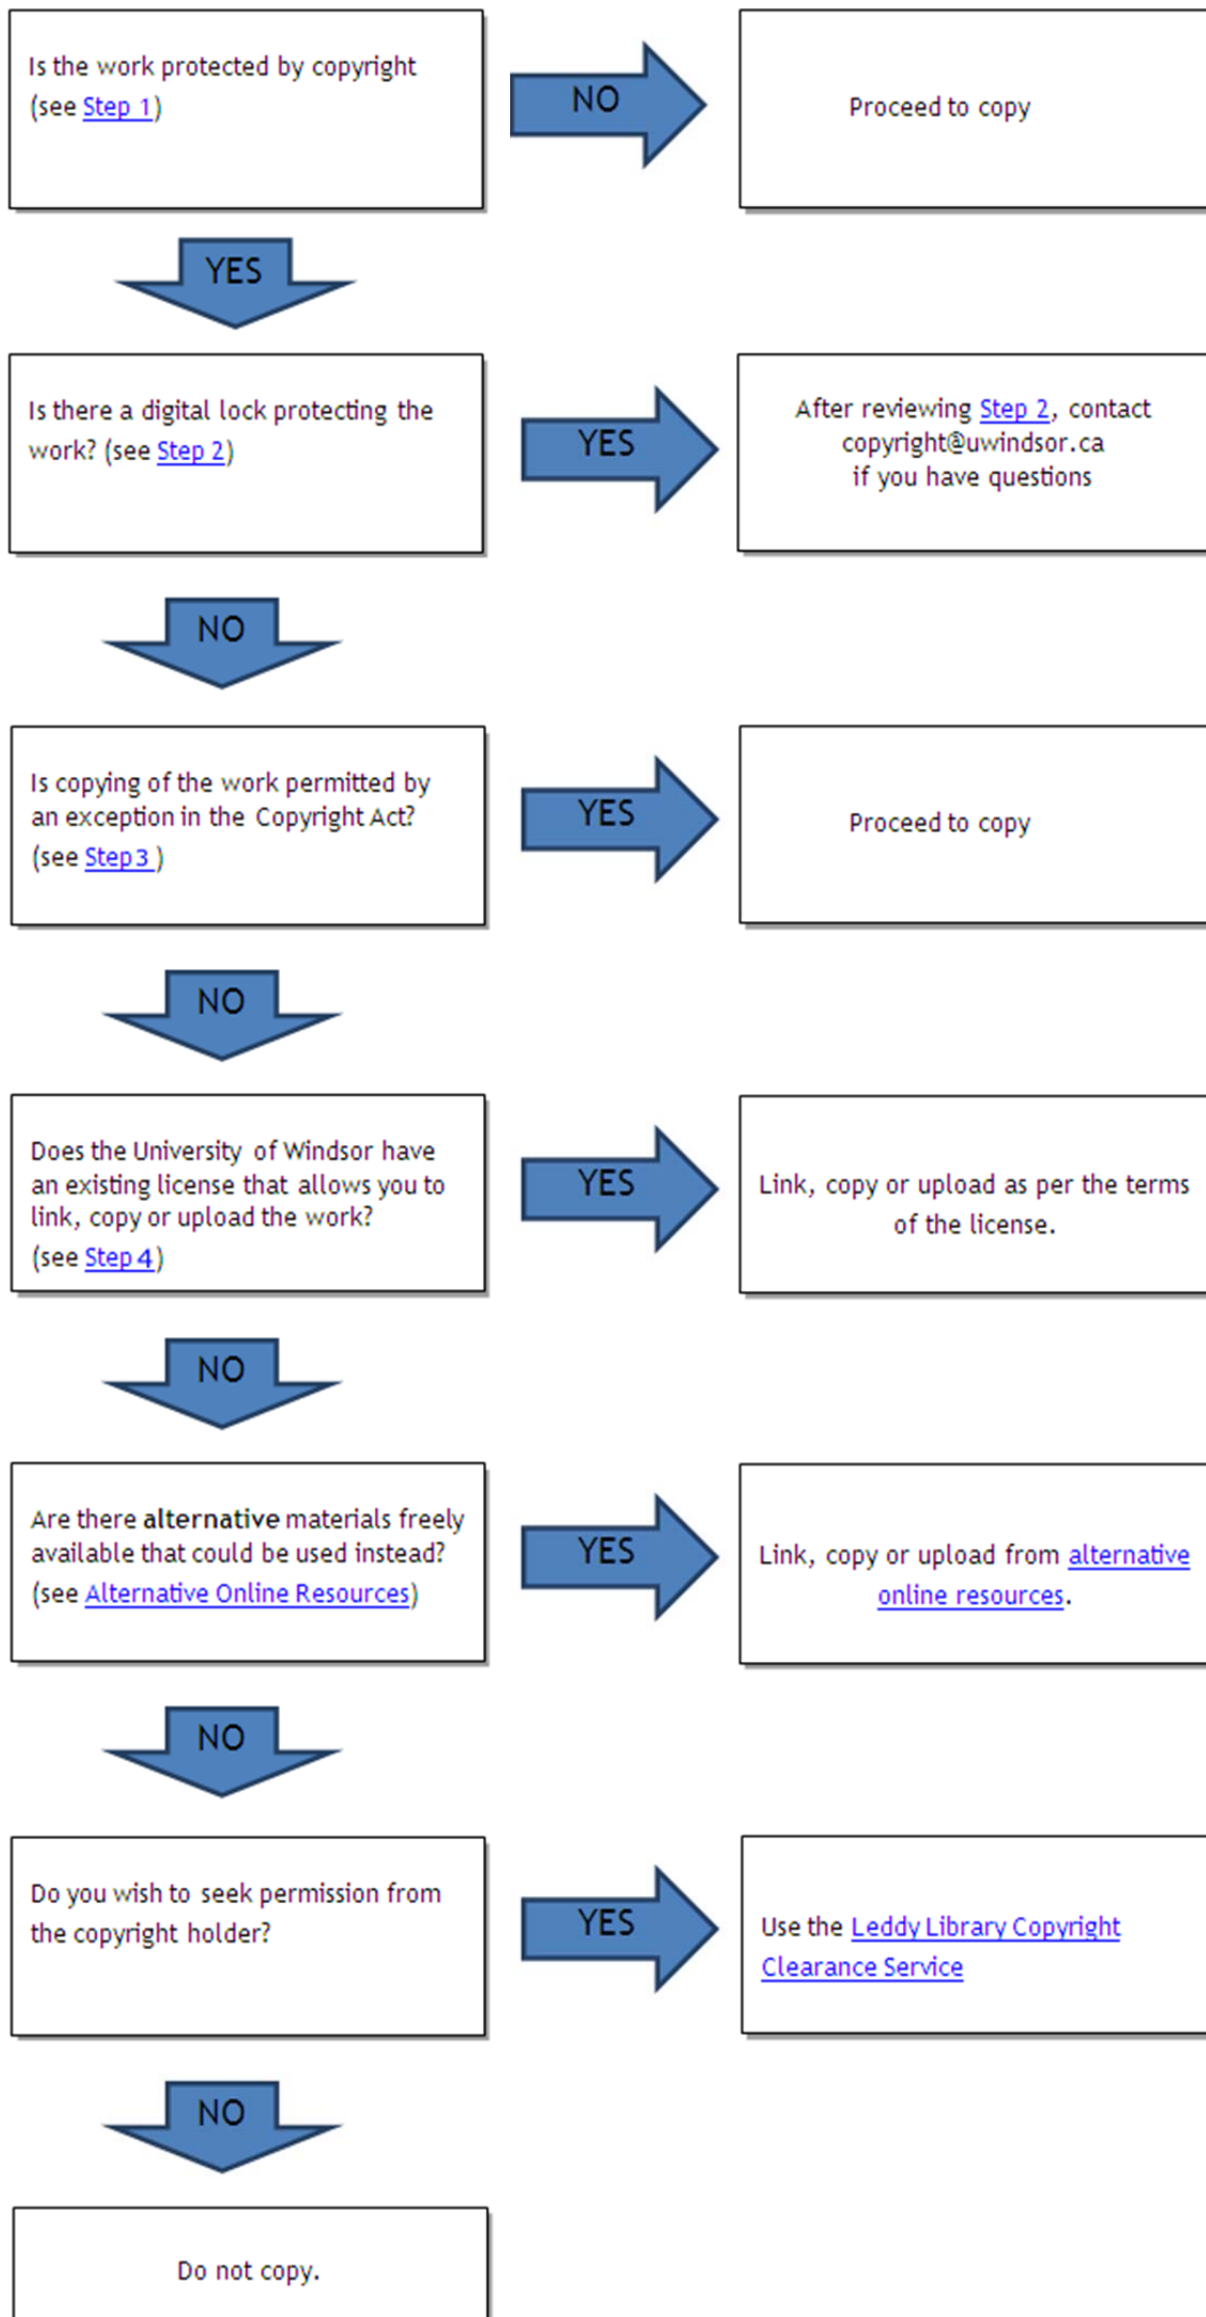 Is the work protected by copyright
(see Step 1)
NO
Proceed to copy
YES
Is there a digital lock protecting the
work? (see Step 2)
YES
After reviewing Step 2, contact
copyright@uwindsor.ca
if you have questions
NO
Is copying of the work permitted by
an exception in the Copyright Act?
(see Step3 )
YES
Proceed to copy
NO
Does the University of Windsor have
an existing license that allows you to
link, copy or upload the work?
(see Step 4)
YES
Link, copy or upload as per the terms
of the license.
NO
Are there alternative materials freely
available that could be used instead?
(see Alternative Online Resources)
YES
Link, copy or upload from alternative
online resources.
NO
Do you wish to seek permission from
the copyright holder?
YES
Use the Leddy Library Copyright
Clearance Service
NO
Do not copy.